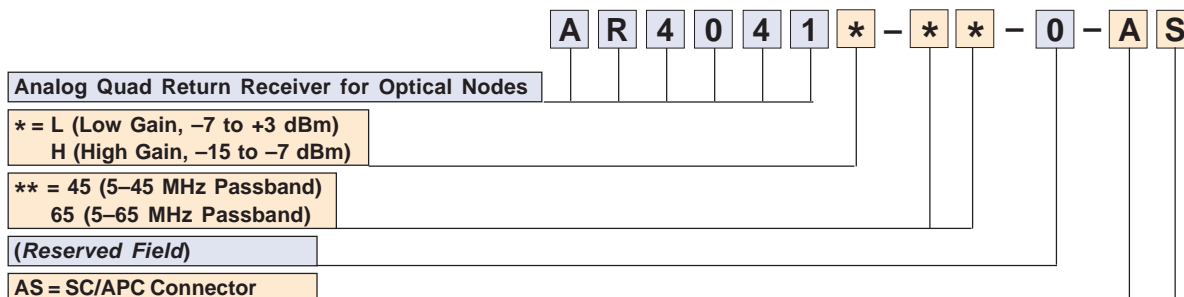 A R 4 0 4 1 * – * * – 0 – A S
Analog Quad Return Receiver for Optical Nodes
* = L (Low Gain, –7 to +3 dBm)
H (High Gain, –15 to –7 dBm)
** = 45 (5–45 MHz Passband)
65 (5–65 MHz Passband)
(Reserved Field)
AS = SC/APC Connector